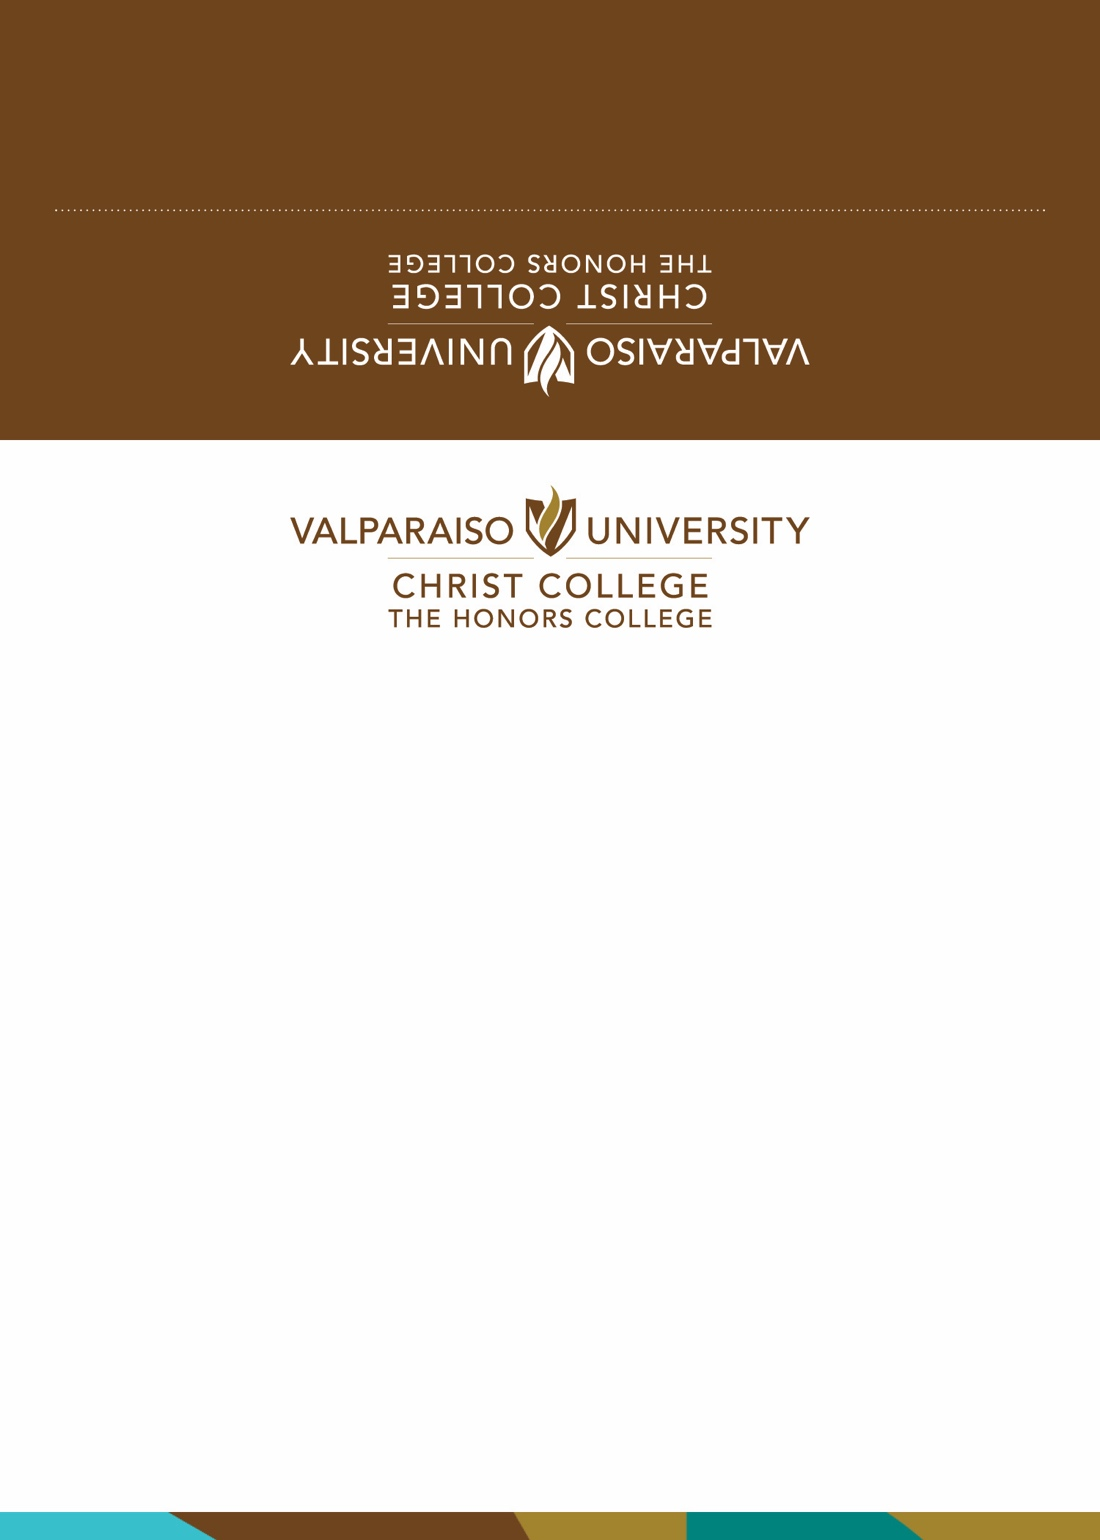 VALPARAISO UNIVERSITY
CHRIST COLLEGE
THE HONORS COLLEGE
VALPARAISO UNIVERSITY
CHRIST COLLEGE
THE HONORS COLLEGE